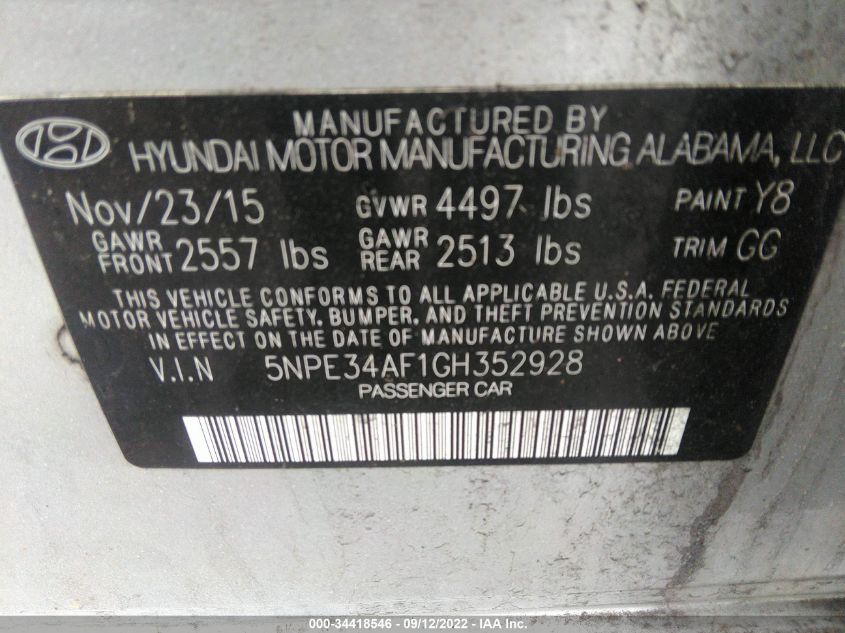 MANUFACTURED BY
HYUNDAI MOTOR MANUFACTURING ALABAMA, LLC
Nov/23/15 GVWR 4497 lbs PAINT Y8
GAWR FRONT 2557 lbs GAWR REAR 2513 lbs TRIM GG
THIS VEHICLE CONFORMS TO ALL APPLICABLE U.S.A. FEDERAL
MOTOR VEHICLE SAFETY, BUMPER, AND THEFT PREVENTION STANDARDS
IN EFFECT ON THE DATE OF MANUFACTURE SHOWN ABOVE
V.I.N 5NPE34AF1GH352928
PASSENGER CAR
000-34418546 - 09/12/2022 - IAA Inc.